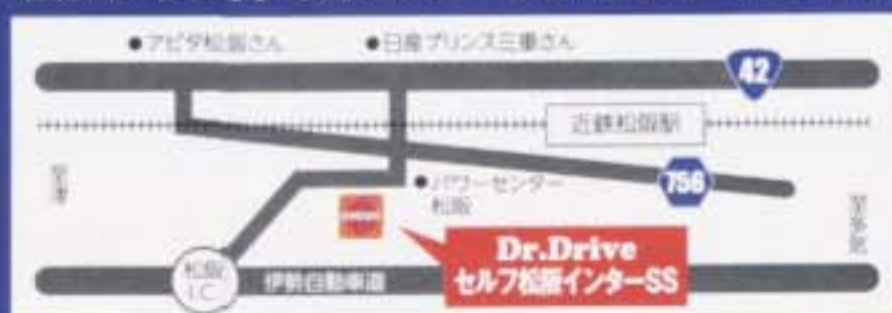 ●アピタ松阪さん
●日産プリンス三重さん
42
近鉄松阪駅
●パワーセンター
松阪
756
Dr.Drive
セルフ松阪インターSS
松阪
I.C
伊勢自動車道